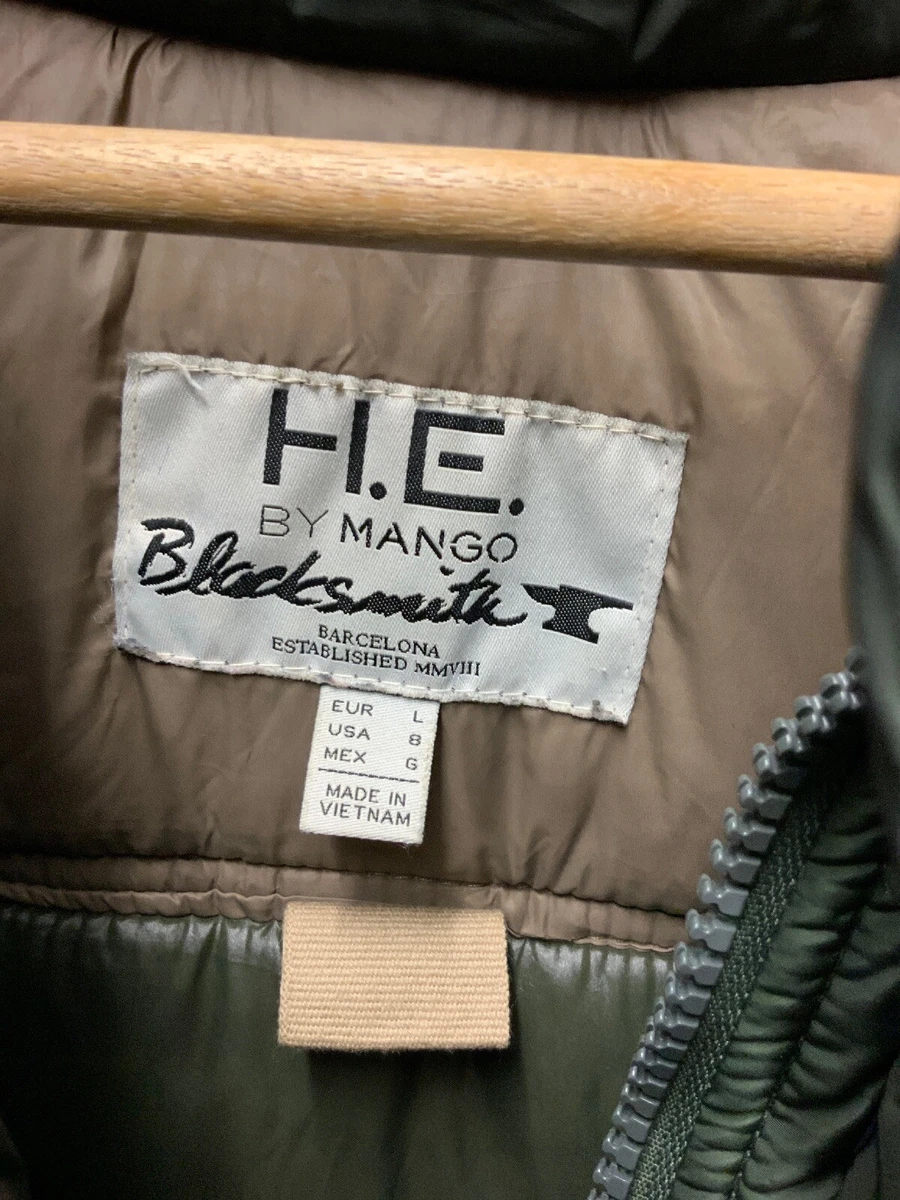 H.E.
BY MANGO
Blacksmith
BARCELONA
ESTABLISHED MMVIII
EUR L
USA 8
MEX G
MADE IN
VIETNAM